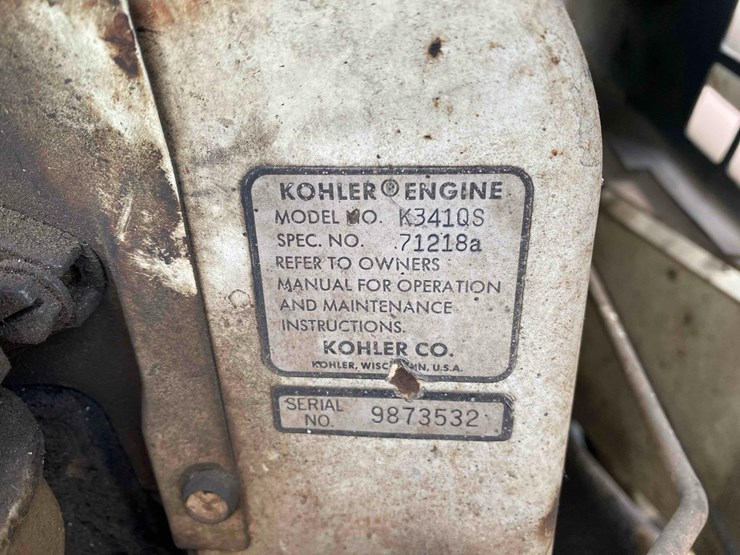 KOHLER® ENGINE
MODEL NO. K341QS
SPEC. NO. 71218a
REFER TO OWNERS
MANUAL FOR OPERATION
AND MAINTENANCE
INSTRUCTIONS.
KOHLER CO.
KOHLER, U.S.A.
SERIAL
NO. 9873532